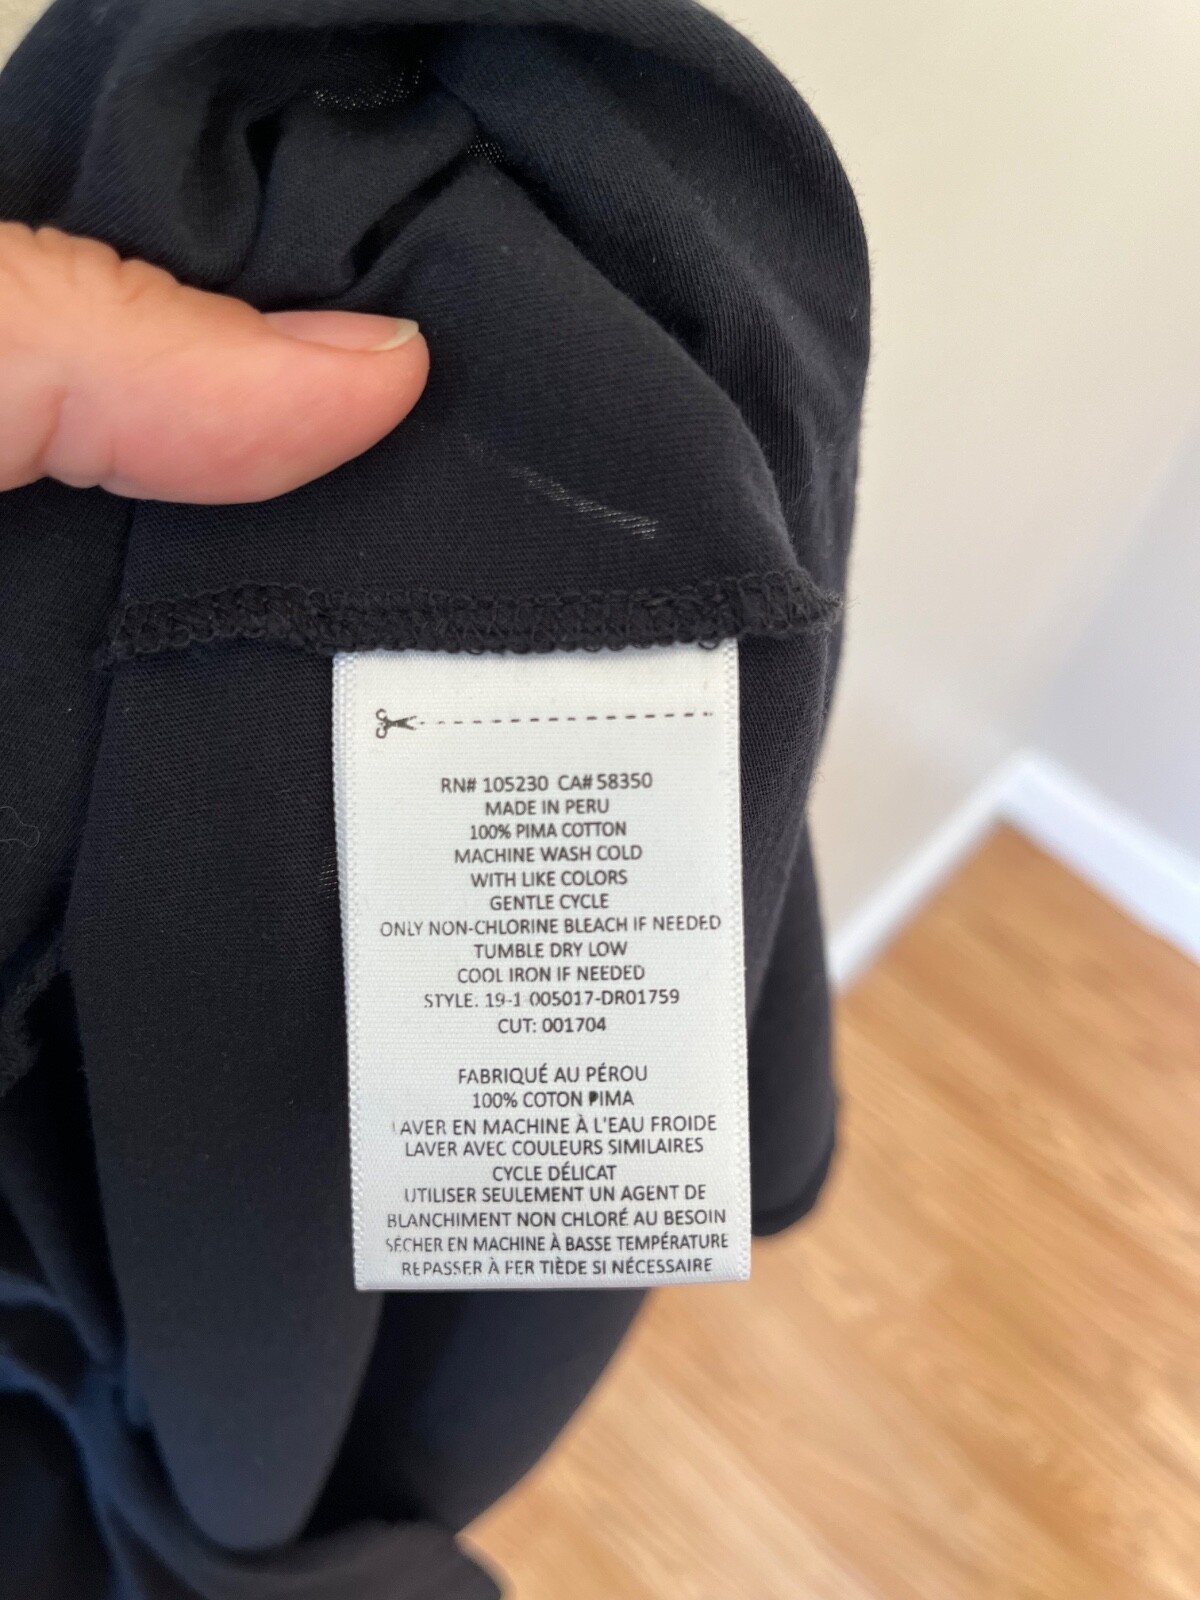 RN# 105230 CA# 58350
MADE IN PERU
100% PIMA COTTON
MACHINE WASH COLD
WITH LIKE COLORS
GENTLE CYCLE
ONLY NON-CHLORINE BLEACH IF NEEDED
TUMBLE DRY LOW
COOL IRON IF NEEDED
STYLE: 19-1-005017-DR01759
CUT: 001704
FABRIQUÉ AU PÉROU
100% COTON PIMA
LAVER EN MACHINE À L'EAU FROIDE
LAVER AVEC COULEURS SIMILAIRES
CYCLE DÉLICAT
UTILISER SEULEMENT UN AGENT DE
BLANCHIMENT NON CHLORÉ AU BESOIN
SÉCHER EN MACHINE À BASSE TEMPÉRATURE
REPASSER À FER TIÈDE SI NÉCESSAIRE